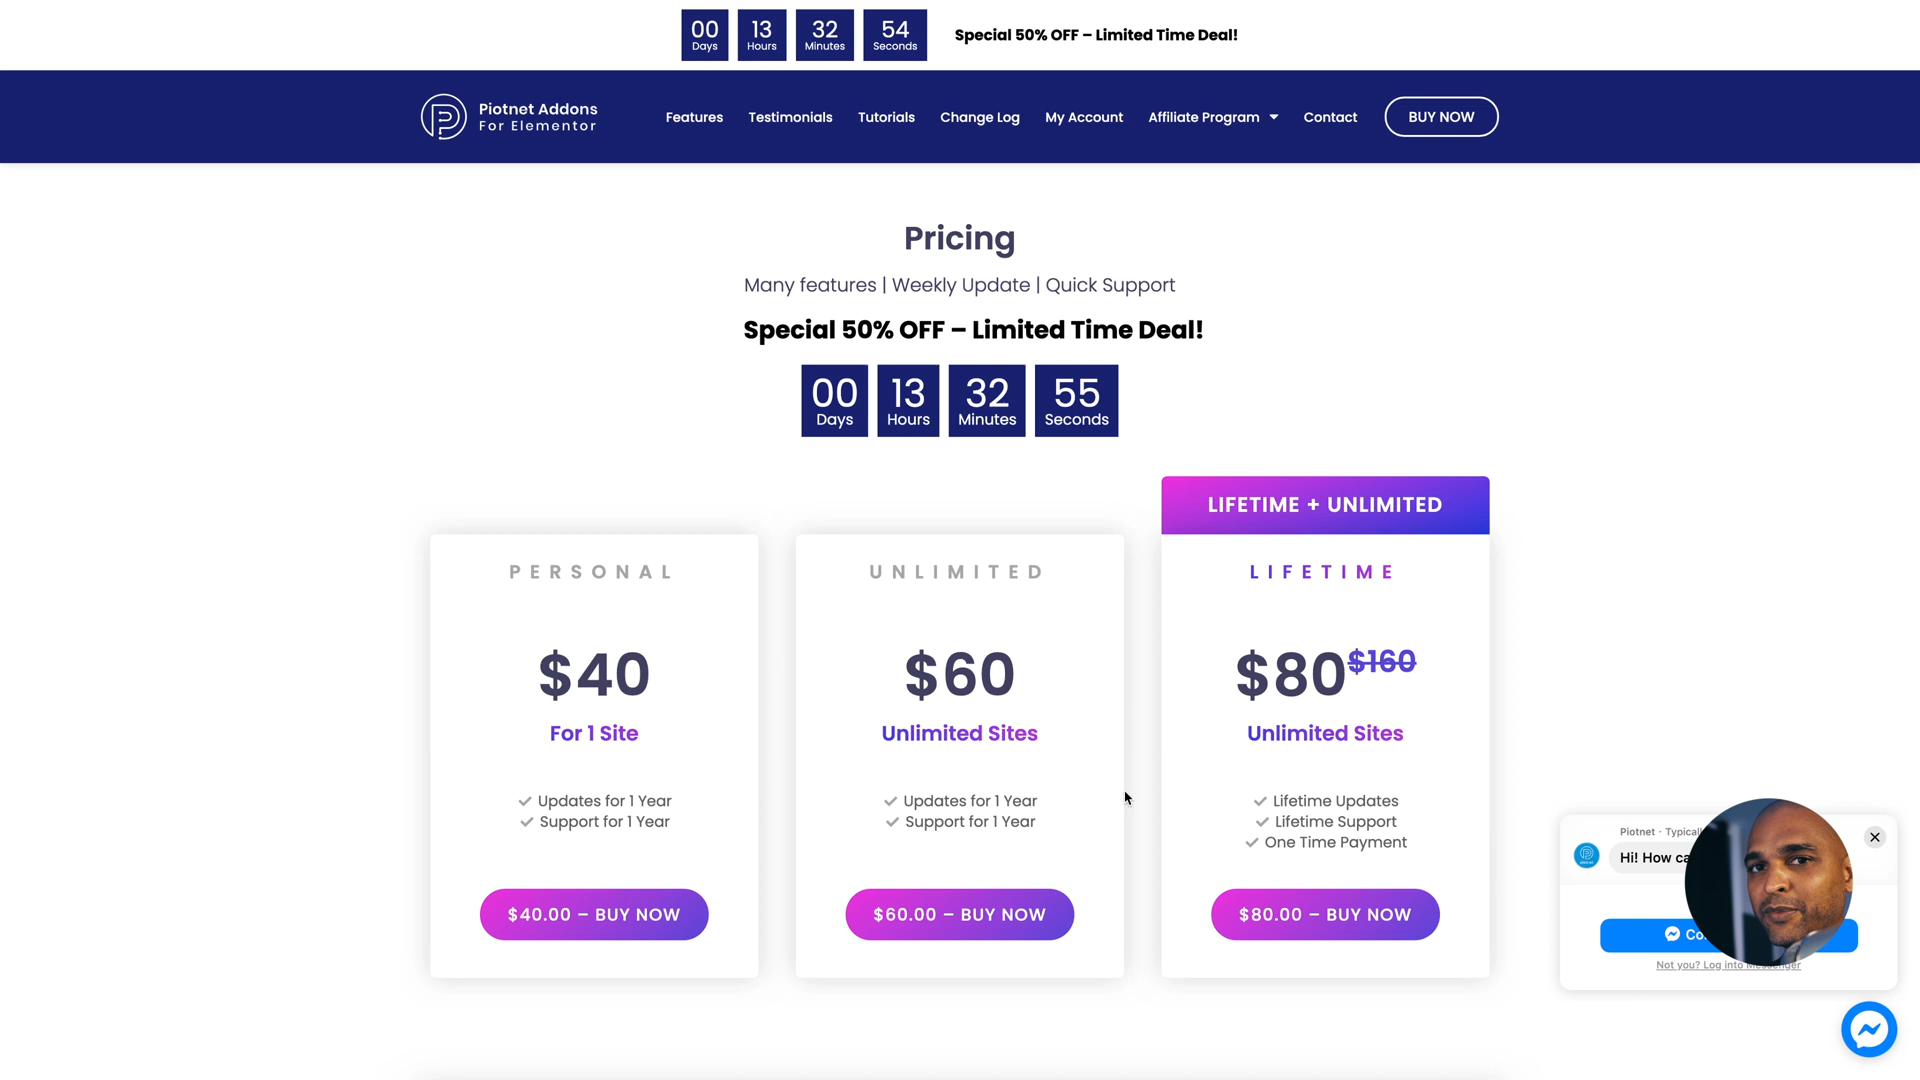 00 13 32 54
Days Hours Minutes Seconds
Special 50% OFF – Limited Time Deal!
Piotnet Addons
For Elementor
Features Testimonials Tutorials Change Log My Account Affiliate Program Contact BUY NOW
Pricing
Many features | Weekly Update | Quick Support
Special 50% OFF – Limited Time Deal!
00 13 32 55
Days Hours Minutes Seconds
LIFETIME + UNLIMITED
PERSONAL
$40
For 1 Site
Updates for 1 Year
Support for 1 Year
$40.00 – BUY NOW
UNLIMITED
$60
Unlimited Sites
Updates for 1 Year
Support for 1 Year
$60.00 – BUY NOW
LIFETIME
$80 $160
Unlimited Sites
Lifetime Updates
Lifetime Support
One Time Payment
$80.00 – BUY NOW
Piotnet ·
Hi! How
Not you? Log into Messenger